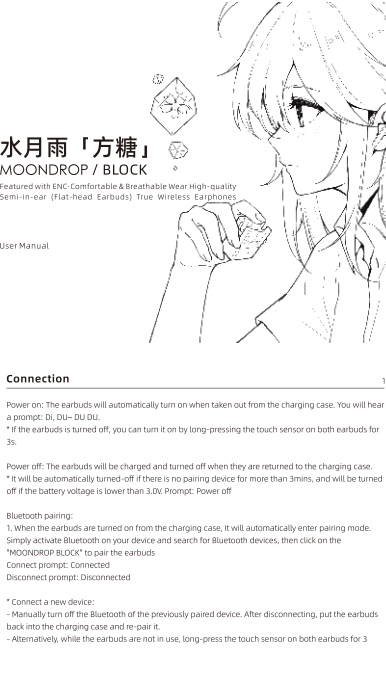 水月雨「方糖」
MOONDROP / BLOCK
Featured with ENC·Comfortable & Breathable Wear High-quality
Semi-in-ear (Flat-head Earbuds) True Wireless Earphones
User Manual
Connection
1
Power on: The earbuds will automatically turn on when taken out from the charging case. You will hear
a prompt: Di, DU~ DU DU.
* If the earbuds is turned off, you can turn it on by long-pressing the touch sensor on both earbuds for
3s.
Power off: The earbuds will be charged and turned off when they are returned to the charging case.
* It will be automatically turned-off if there is no pairing device for more than 3mins, and will be turned
off if the battery voltage is lower than 3.0V. Prompt: Power off
Bluetooth pairing:
1. When the earbuds are turned on from the charging case, It will automatically enter pairing mode.
Simply activate Bluetooth on your device and search for Bluetooth devices, then click on the
"MOONDROP BLOCK" to pair the earbuds
Connect prompt: Connected
Disconnect prompt: Disconnected
* Connect a new device:
- Manually turn off the Bluetooth of the previously paired device. After disconnecting, put the earbuds
back into the charging case and re-pair it.
- Alternatively, while the earbuds are not in use, long-press the touch sensor on both earbuds for 3